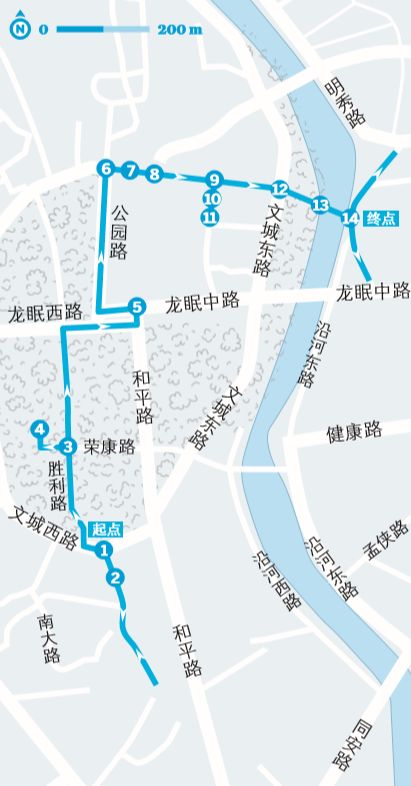 N 0 200 m
明秀路
6
7
8
9
10
11
12
13
14 终点
公园路
文城东路
龙眠西路
5
龙眠中路
龙眠中路
沿河东路
和平路
文城东路
4
3
荣康路
健康路
胜利路
文城西路
起点
1
2
沿河西路
沿河东路
孟侠路
南大路
和平路
同安路